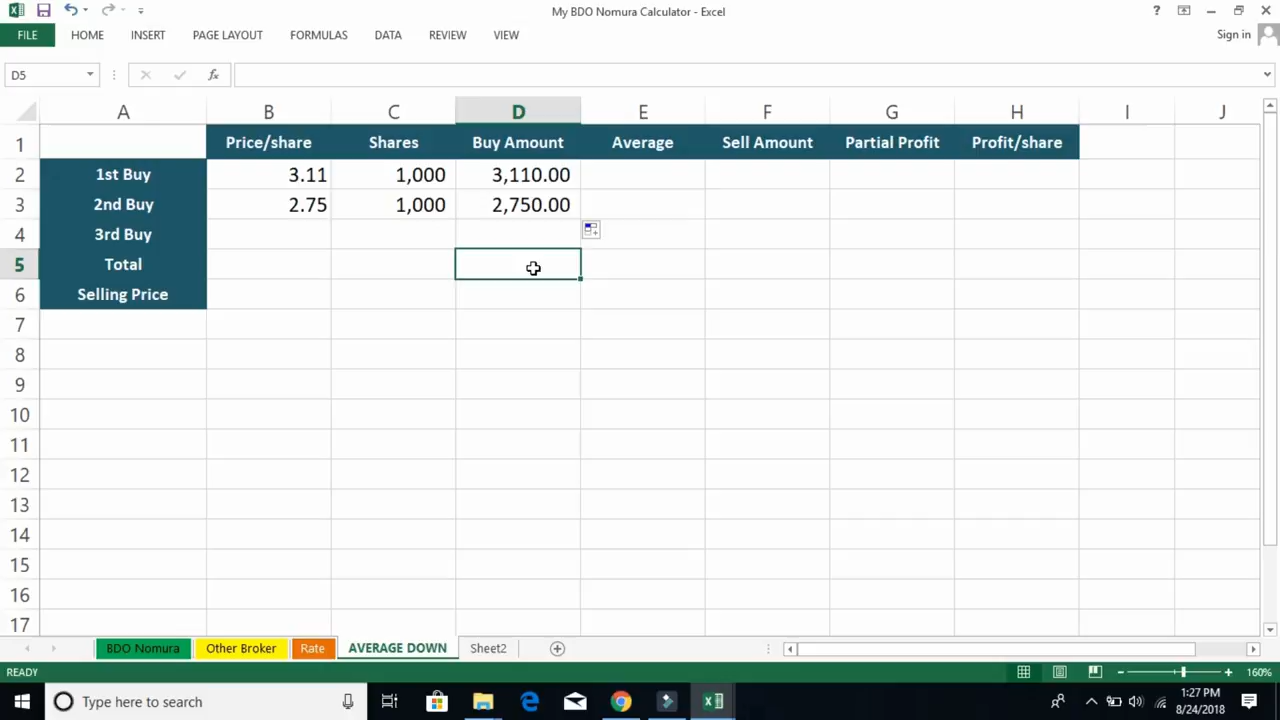 My BDO Nomura Calculator - Excel
?
FILE HOME INSERT PAGE LAYOUT FORMULAS DATA REVIEW VIEW Sign in
D5 fx
A B C D E F G H I J
1 Price/share Shares Buy Amount Average Sell Amount Partial Profit Profit/share
2 1st Buy 3.11 1,000 3,110.00
3 2nd Buy 2.75 1,000 2,750.00
4 3rd Buy
5 Total
6 Selling Price
7
8
9
10
11
12
13
14
15
16
17
BDO Nomura Other Broker Rate AVERAGE DOWN Sheet2
READY 160%
Type here to search 1:27 PM
8/24/2018